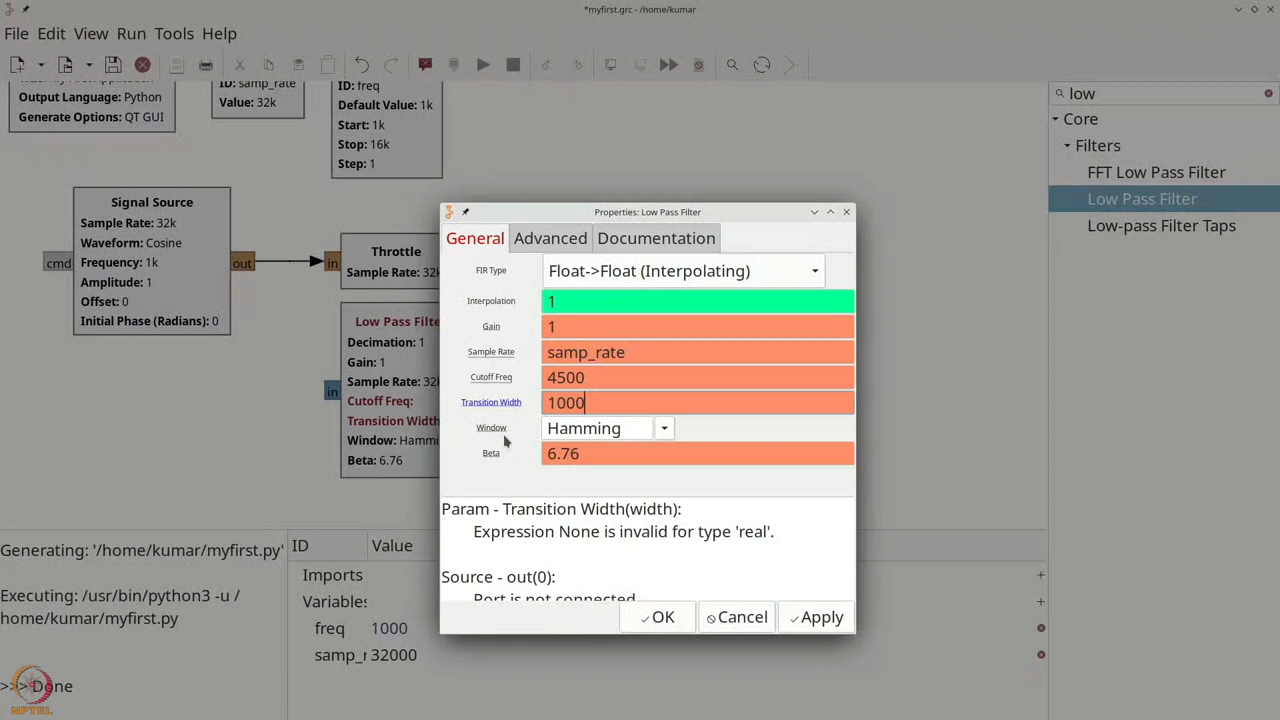 *myfirst.grc - /home/kumar
File Edit View Run Tools Help
Output Language: Python
Generate Options: QT GUI
ID: samp_rate
Value: 32k
ID: freq
Default Value: 1k
Start: 1k
Stop: 16k
Step: 1
Signal Source
Sample Rate: 32k
Waveform: Cosine
Frequency: 1k
Amplitude: 1
Offset: 0
Initial Phase (Radians): 0
cmd
out
in
Throttle
Sample Rate: 32
Low Pass Filte
Decimation: 1
Gain: 1
Sample Rate: 32k
Cutoff Freq:
Transition Width
Window: Hamm
Beta: 6.76
in
Properties: Low Pass Filter
General Advanced Documentation
FIR Type Float->Float (Interpolating)
Interpolation 1
Gain 1
Sample Rate samp_rate
Cutoff Freq 4500
Transition Width 1000
Window Hamming
Beta 6.76
Param - Transition Width(width):
Expression None is invalid for type 'real'.
Source - out(0):
Port is not connected
OK Cancel Apply
low
Core
Filters
FFT Low Pass Filter
Low Pass Filter
Low-pass Filter Taps
Generating: '/home/kumar/myfirst.py'
Executing: /usr/bin/python3 -u /
home/kumar/myfirst.py
>>> Done
ID Value
Imports
Variables
freq 1000
samp_r 32000
NPTEL